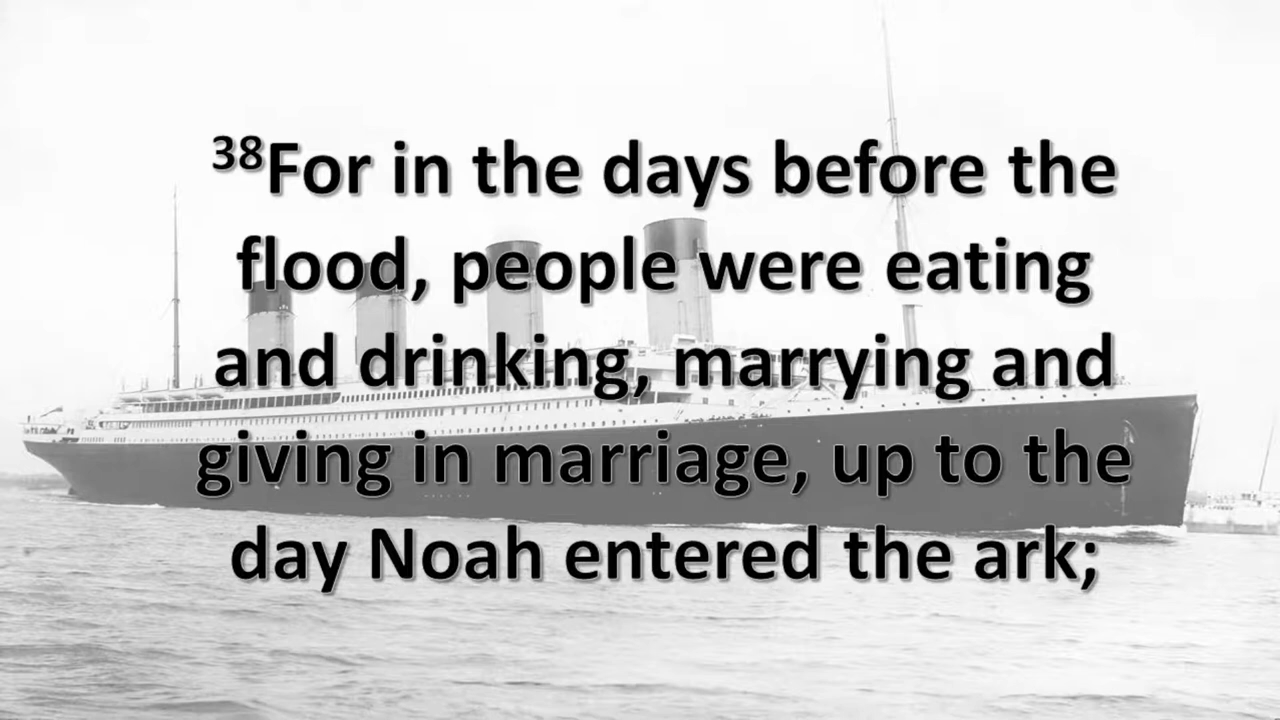 ³⁸For in the days before the
flood, people were eating
and drinking, marrying and
giving in marriage, up to the
day Noah entered the ark;